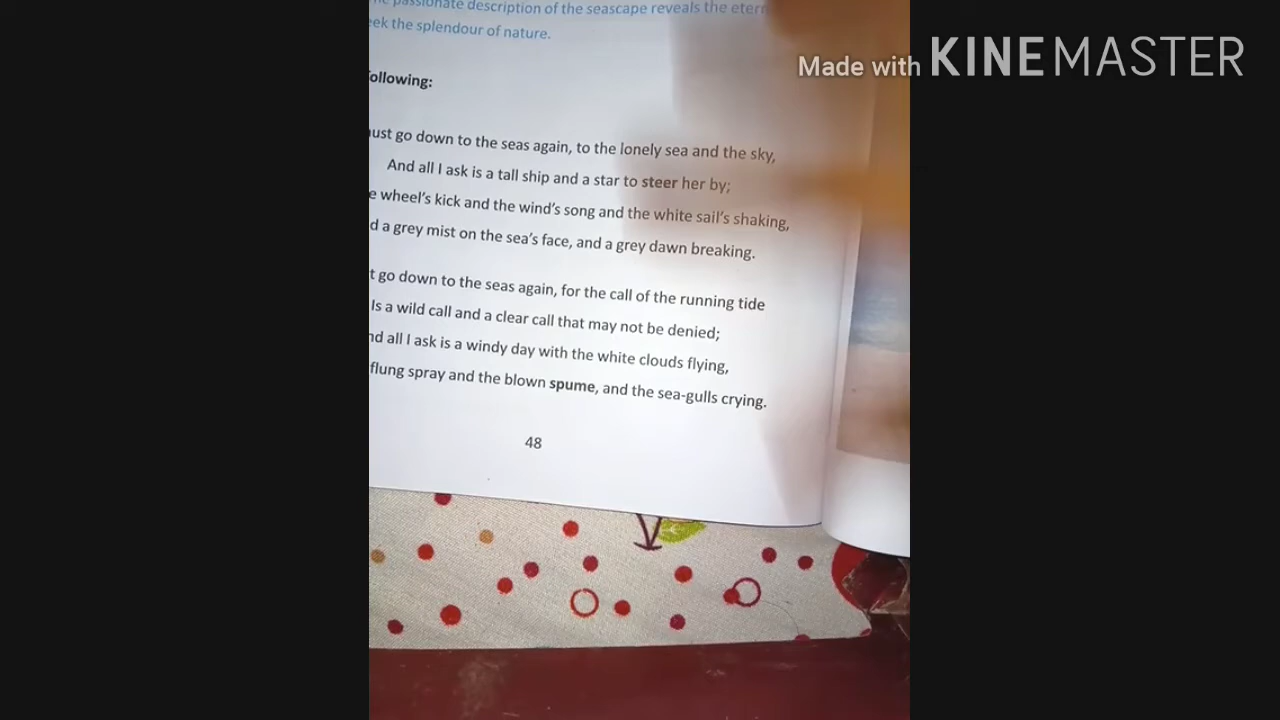 passionate description of the seascape reveals the etern
eek the splendour of nature.
Made with KINEMASTER
ollowing:
ust go down to the seas again, to the lonely sea and the sky,
And all I ask is a tall ship and a star to steer her by;
e wheel's kick and the wind's song and the white sail's shaking,
d a grey mist on the sea's face, and a grey dawn breaking.
t go down to the seas again, for the call of the running tide
Is a wild call and a clear call that may not be denied;
nd all I ask is a windy day with the white clouds flying,
flung spray and the blown spume, and the sea-gulls crying.
48